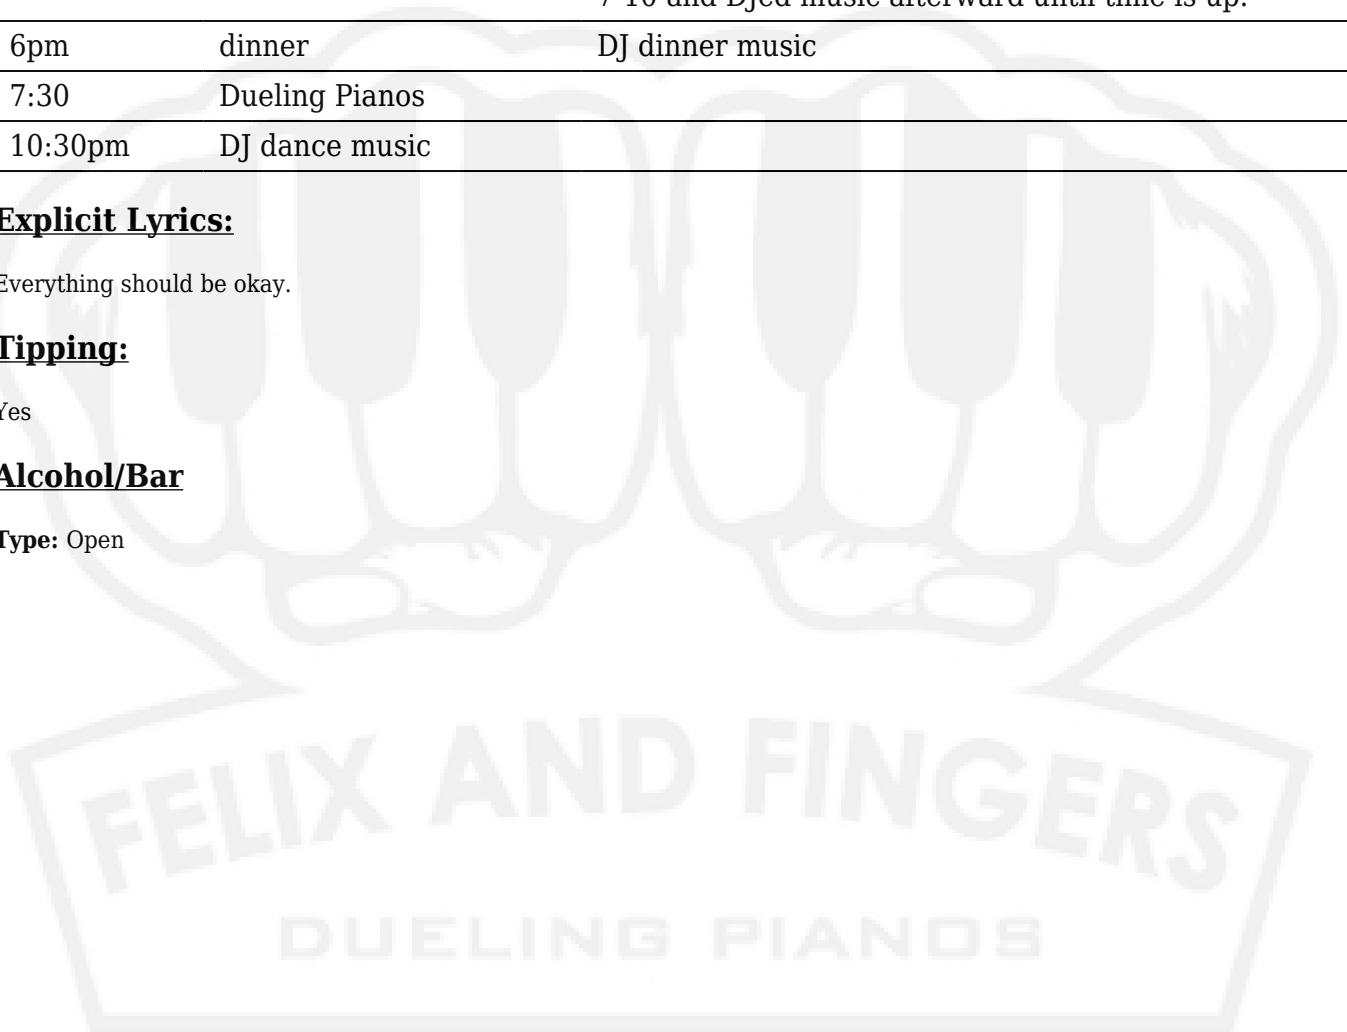 7-10 and DJed music afterward until time is up.
6pm dinner DJ dinner music
7:30 Dueling Pianos
10:30pm DJ dance music
Explicit Lyrics:
Everything should be okay.
Tipping:
Yes
Alcohol/Bar
Type: Open
FELIX AND FINGERS
DUELING PIANOS